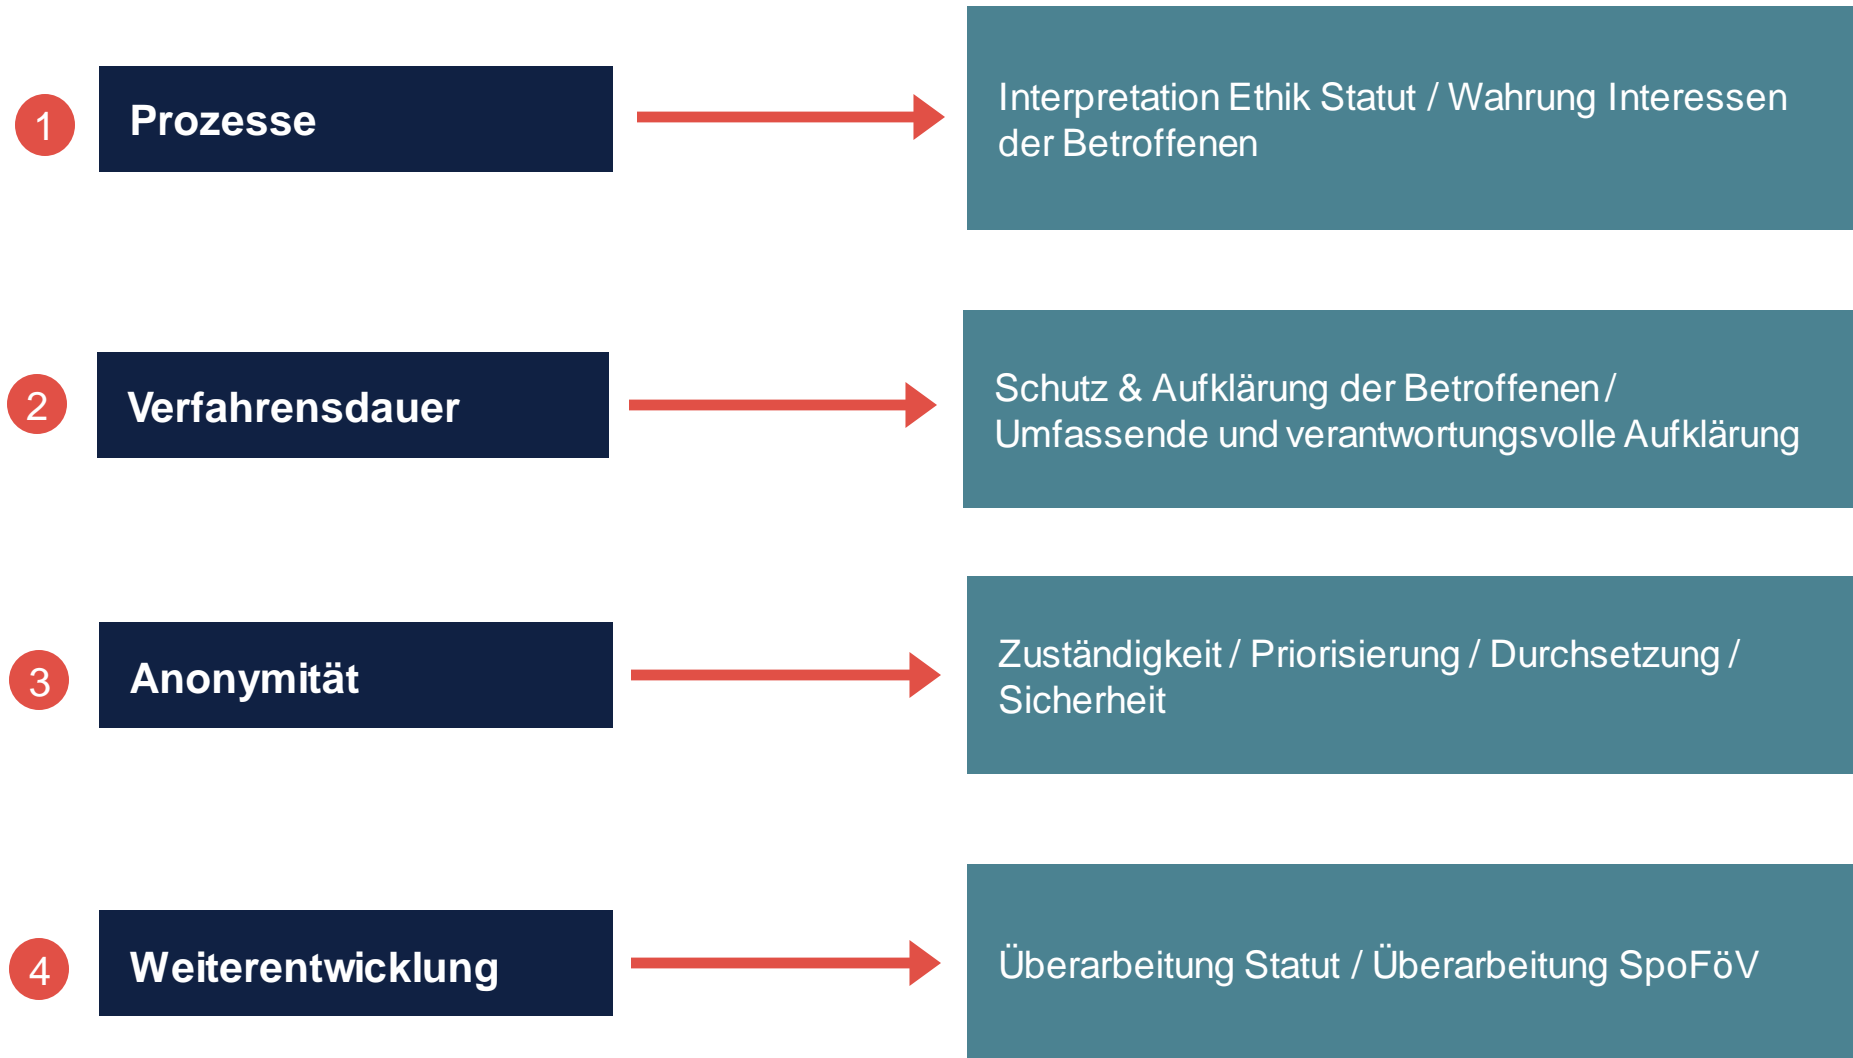 1
Prozesse
Interpretation Ethik Statut / Wahrung Interessen
der Betroffenen
2
Verfahrensdauer
Schutz & Aufklärung der Betroffenen /
Umfassende und verantwortungsvolle Aufklärung
3
Anonymität
Zuständigkeit / Priorisierung / Durchsetzung /
Sicherheit
4
Weiterentwicklung
Überarbeitung Statut / Überarbeitung SpoFöV